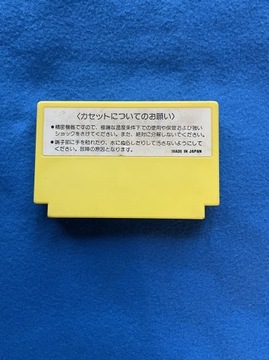 〈カセットについてのお願い〉
●精密機器ですので、極端な温度条件下での使用や保管および強い
ショックをさけてください。また、絶対に分解しないでください。
●端子部に手を触れたり、水にぬらしたりして汚さないようにして
ください。故障の原因となります。
MADE IN JAPAN